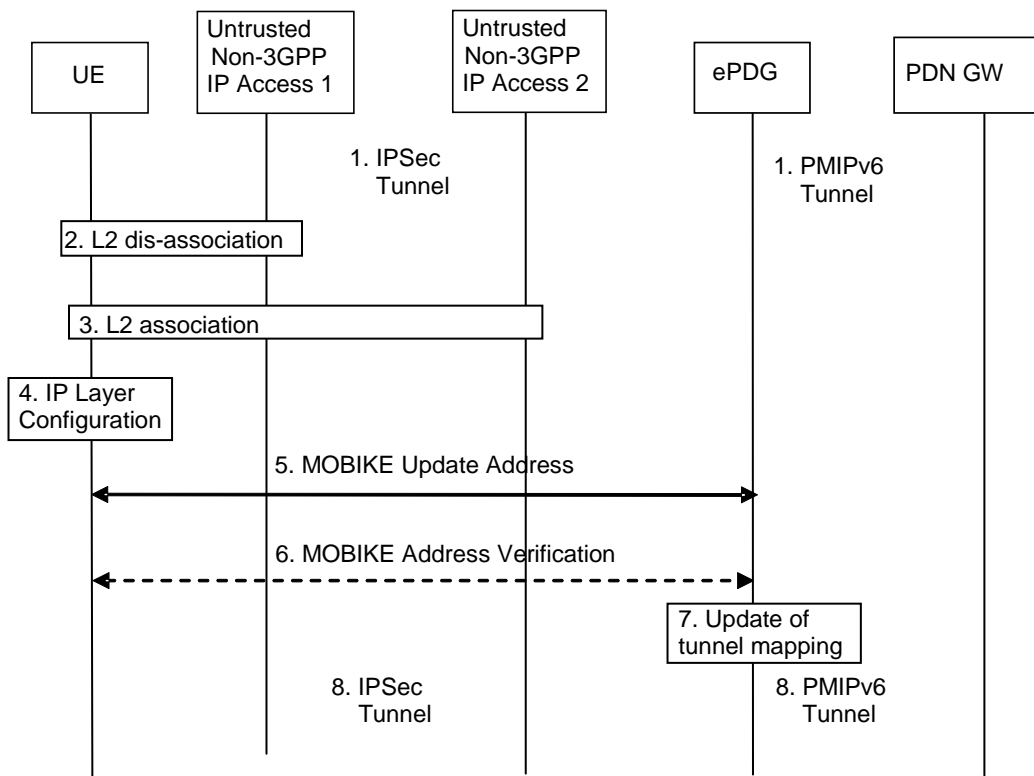 UE
Untrusted
Non-3GPP
IP Access 1
Untrusted
Non-3GPP
IP Access 2
ePDG
PDN GW
1. IPSec
Tunnel
1. PMIPv6
Tunnel
2. L2 dis-association
3. L2 association
4. IP Layer
Configuration
5. MOBIKE Update Address
6. MOBIKE Address Verification
7. Update of
tunnel mapping
8. IPSec
Tunnel
8. PMIPv6
Tunnel